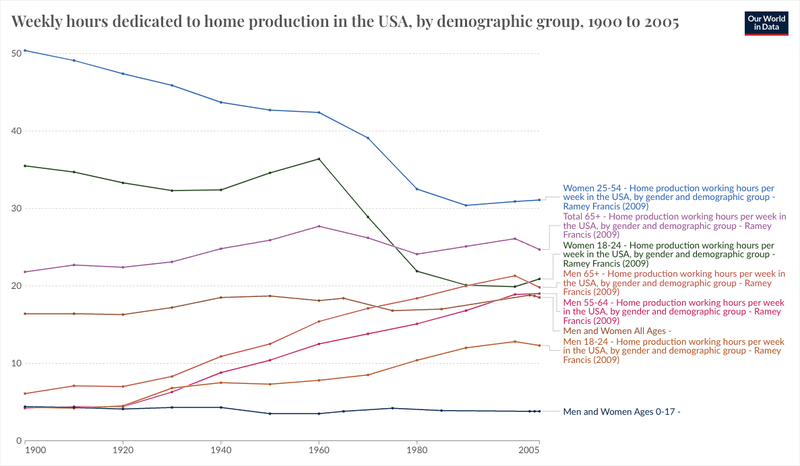 Weekly hours dedicated to home production in the USA, by demographic group, 1900 to 2005
Our World
in Data
50
40
30
20
10
0
1900
1920
1940
1960
1980
2005
Women 25-54 - Home production working hours per
week in the USA, by gender and demographic group -
Ramey Francis (2009)
Total 65+ - Home production working hours per week in
the USA, by gender and demographic group - Ramey
Francis (2009)
Women 18-24 - Home production working hours per
week in the USA, by gender and demographic group -
Ramey Francis (2009)
Men 65+ - Home production working hours per week in
the USA, by gender and demographic group - Ramey
Francis (2009)
Men 55-64 - Home production working hours per week
in the USA, by gender and demographic group - Ramey
Francis (2009)
Men and Women All Ages -
Men 18-24 - Home production working hours per week
in the USA, by gender and demographic group - Ramey
Francis (2009)
Men and Women Ages 0-17 -